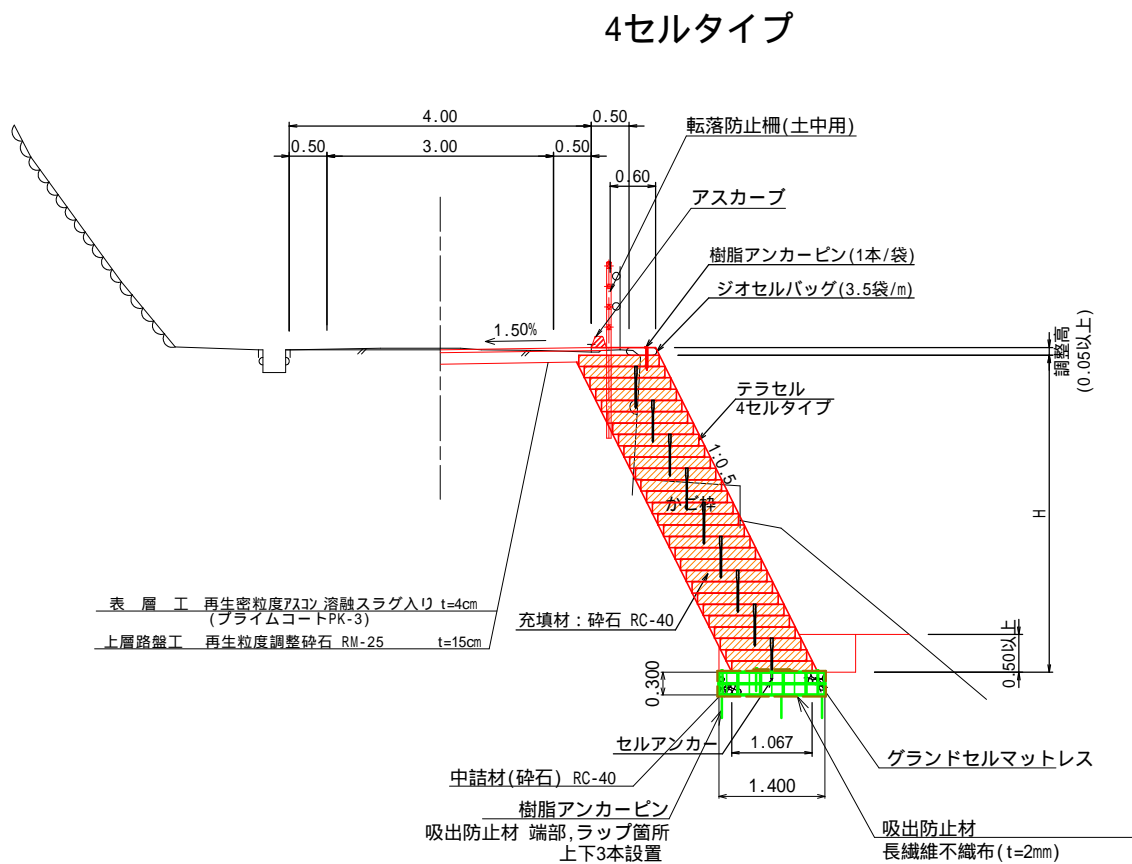 4セルタイプ
4.00
0.50
転落防止柵(土中用)
0.50
3.00
0.50
0.60
アスカーブ
樹脂アンカーピン(1本/袋)
ジオセルバッグ(3.5袋/m)
1.50%
調整高
(0.05以上)
テラセル
4セルタイプ
1:0.5
かご枠
H
表 層 工 再生密粒度アスコン 溶融スラグ入り t=4cm
(プライムコートPK-3)
上層路盤工 再生粒度調整砕石 RM-25 t=15cm
充填材：砕石 RC-40
0.50以上
0.300
セルアンカー
1.067
グランドセルマットレス
中詰材(砕石) RC-40
1.400
樹脂アンカーピン
吸出防止材 端部,ラップ箇所
上下3本設置
吸出防止材
長繊維不織布(t=2mm)